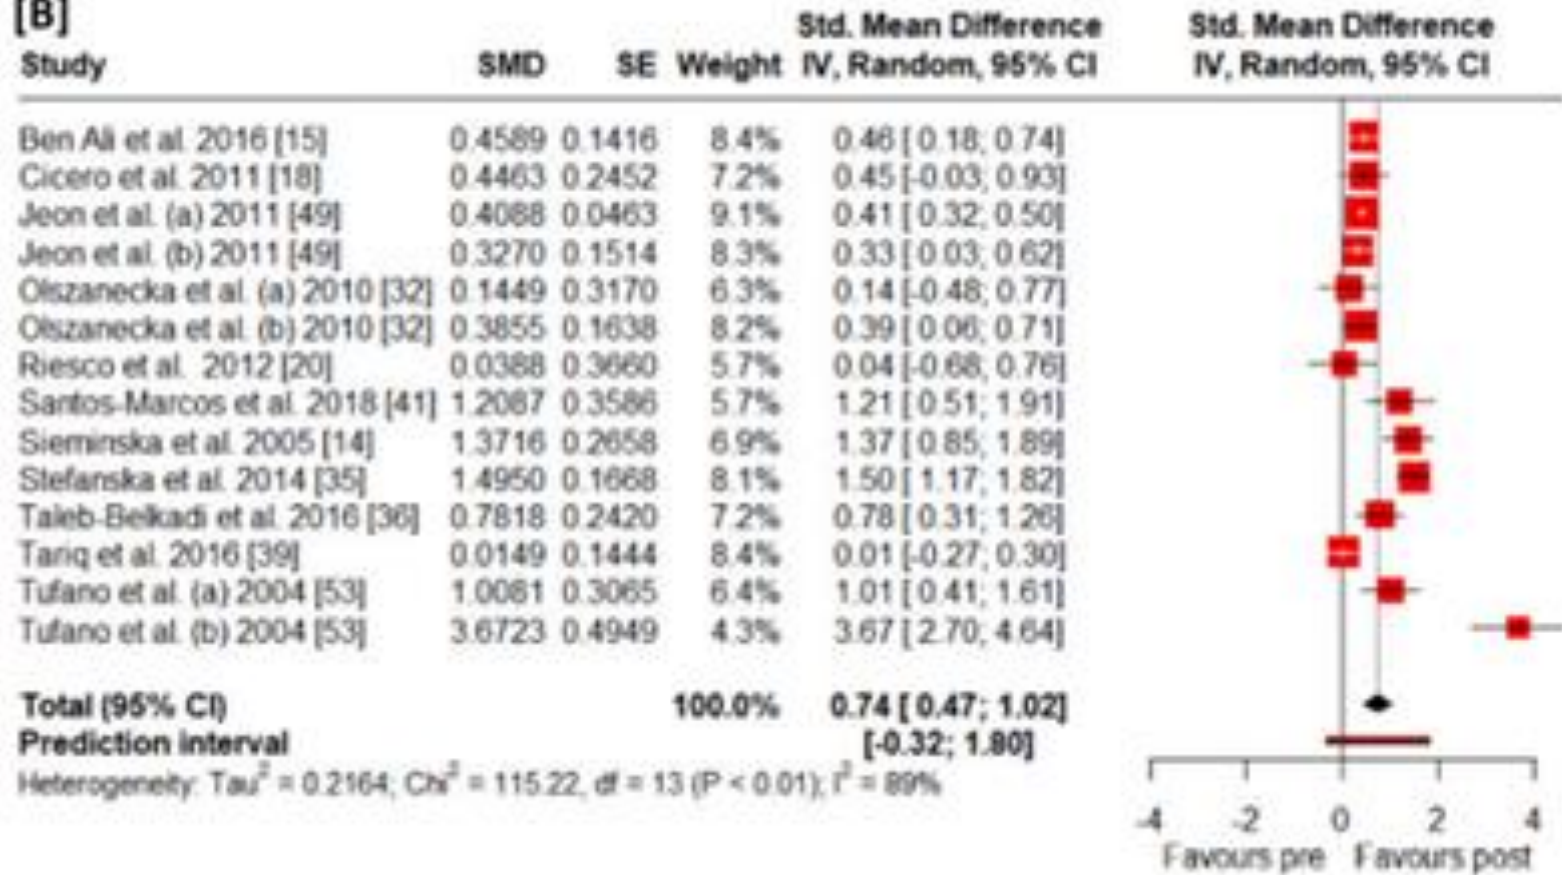 [B]
Std. Mean Difference Std. Mean Difference
Study SMD SE Weight IV, Random, 95% CI IV, Random, 95% CI
Ben Ali et al. 2016 [15] 0.4589 0.1416 8.4% 0.46 [ 0.18; 0.74]
Cicero et al. 2011 [18] 0.4463 0.2452 7.2% 0.45 [-0.03; 0.93]
Jeon et al. (a) 2011 [49] 0.4088 0.0463 9.1% 0.41 [ 0.32; 0.50]
Jeon et al. (b) 2011 [49] 0.3270 0.1514 8.3% 0.33 [ 0.03; 0.62]
Olszanecka et al. (a) 2010 [32] 0.1449 0.3170 6.3% 0.14 [-0.48; 0.77]
Olszanecka et al. (b) 2010 [32] 0.3855 0.1638 8.2% 0.39 [ 0.06; 0.71]
Riesco et al. 2012 [20] 0.0388 0.3660 5.7% 0.04 [-0.68; 0.76]
Santos-Marcos et al. 2018 [41] 1.2087 0.3586 5.7% 1.21 [ 0.51; 1.91]
Sieminska et al. 2005 [14] 1.3716 0.2658 6.9% 1.37 [ 0.85; 1.89]
Stefanska et al. 2014 [35] 1.4950 0.1668 8.1% 1.50 [ 1.17; 1.82]
Taleb-Belkadi et al. 2016 [36] 0.7818 0.2420 7.2% 0.78 [ 0.31; 1.26]
Tariq et al. 2016 [39] 0.0149 0.1444 8.4% 0.01 [-0.27; 0.30]
Tufano et al. (a) 2004 [53] 1.0081 0.3065 6.4% 1.01 [ 0.41; 1.61]
Tufano et al. (b) 2004 [53] 3.6723 0.4949 4.3% 3.67 [ 2.70; 4.64]
Total (95% CI) 100.0% 0.74 [ 0.47; 1.02]
Prediction interval [-0.32; 1.80]
Heterogeneity: Tau² = 0.2164; Chi² = 115.22, df = 13 (P < 0.01); I² = 89%
-4 -2 0 2 4
Favours pre Favours post